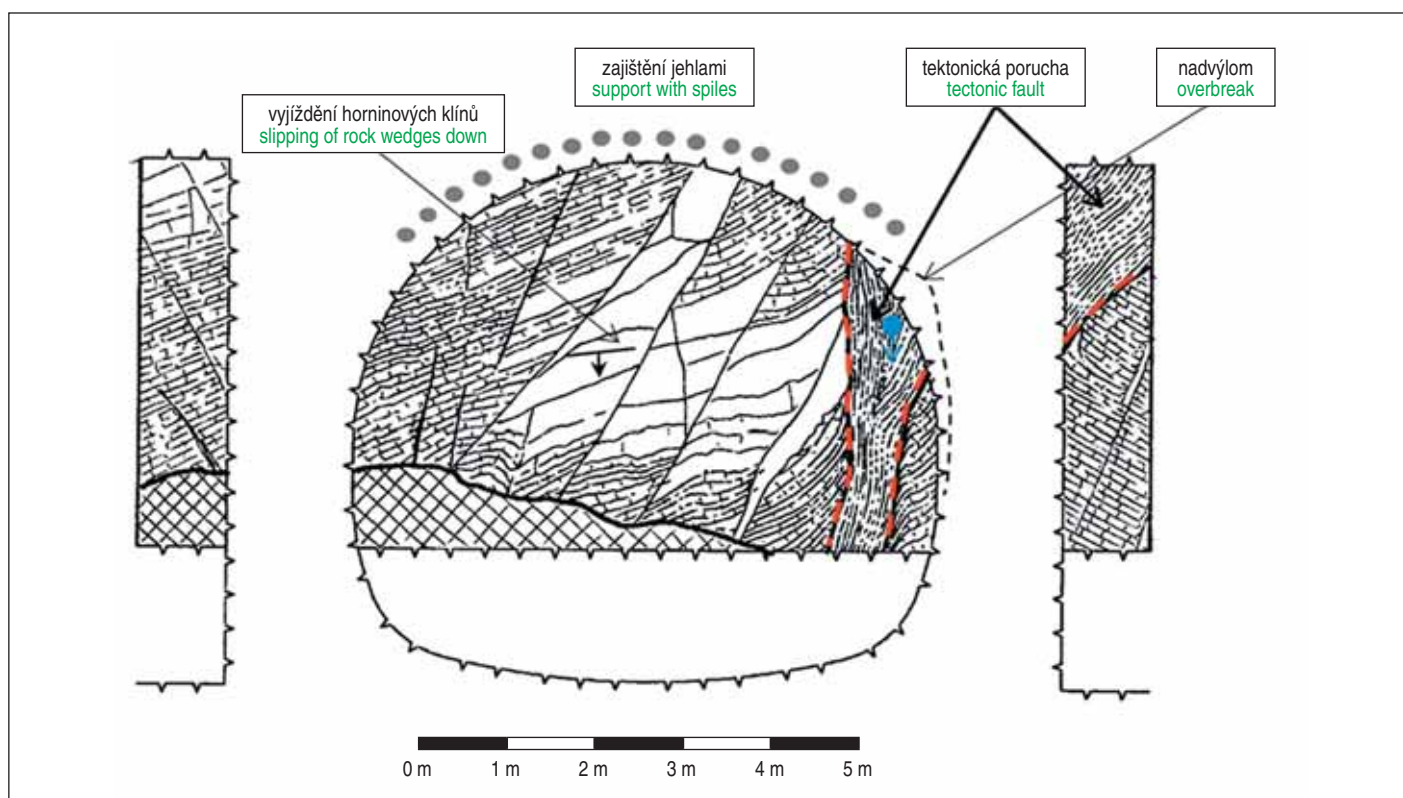 zajištění jehlami
support with spiles
tektonická porucha
tectonic fault
nadvýlom
overbreak
vyjíždění horninových klínů
slipping of rock wedges down
0 m 1 m 2 m 3 m 4 m 5 m